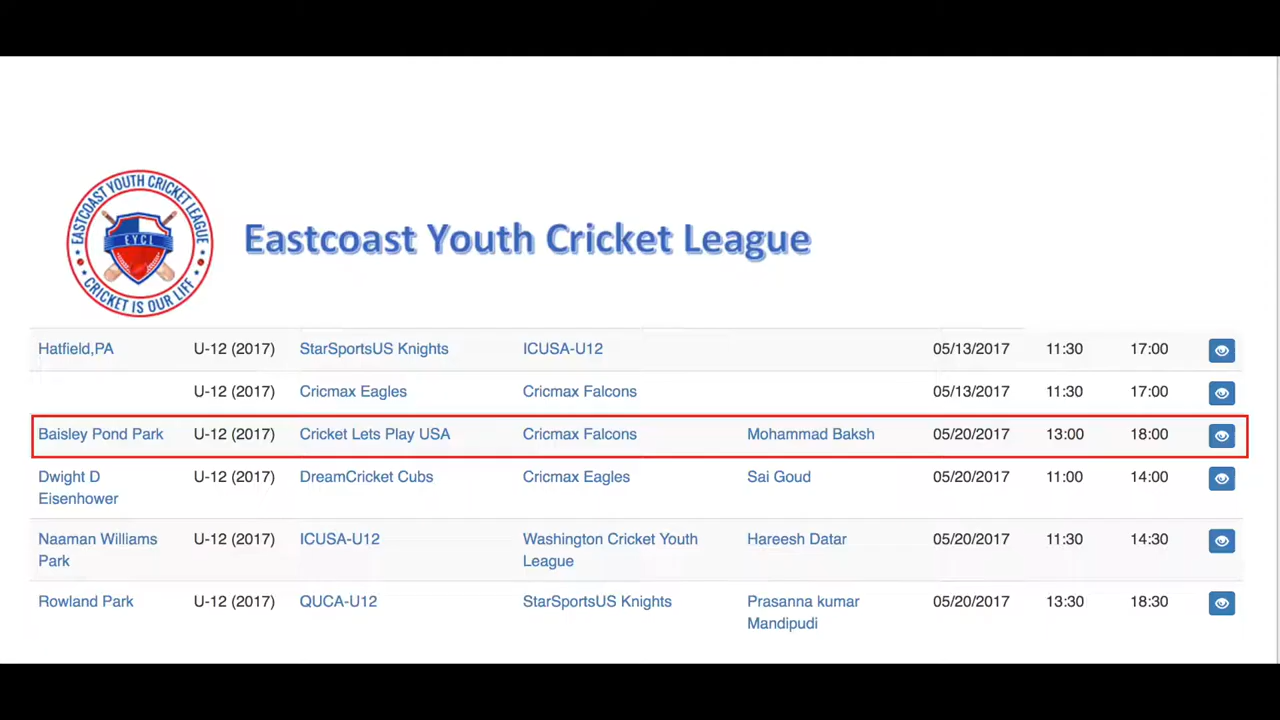 EASTCOAST YOUTH CRICKET LEAGUE
EYCL
CRICKET IS OUR LIFE
Eastcoast Youth Cricket League
Hatfield,PA U-12 (2017) StarSportsUS Knights ICUSA-U12 05/13/2017 11:30 17:00
U-12 (2017) Cricmax Eagles Cricmax Falcons 05/13/2017 11:30 17:00
Baisley Pond Park U-12 (2017) Cricket Lets Play USA Cricmax Falcons Mohammad Baksh 05/20/2017 13:00 18:00
Dwight D U-12 (2017) DreamCricket Cubs Cricmax Eagles Sai Goud 05/20/2017 11:00 14:00
Eisenhower
Naaman Williams U-12 (2017) ICUSA-U12 Washington Cricket Youth Hareesh Datar 05/20/2017 11:30 14:30
Park League
Rowland Park U-12 (2017) QUCA-U12 StarSportsUS Knights Prasanna kumar 05/20/2017 13:30 18:30
Mandipudi